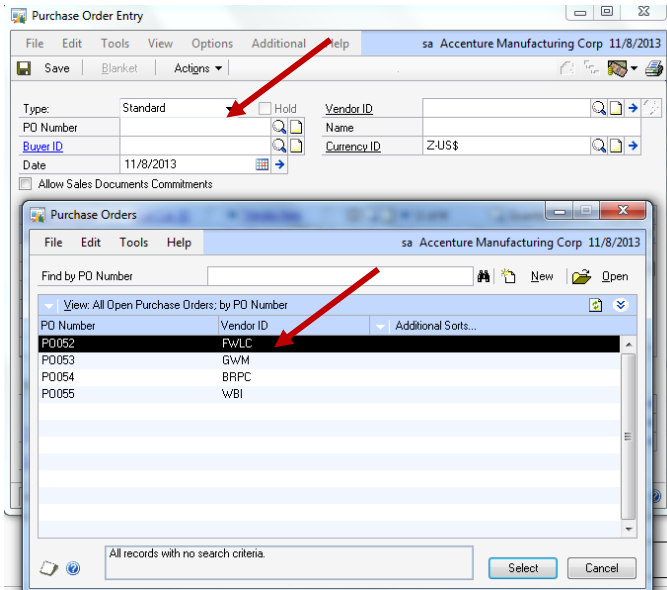 Purchase Order Entry
File Edit Tools View Options Additional Help sa Accenture Manufacturing Corp 11/8/2013
Save Blanket Actions
Type: Standard Hold Vendor ID
PO Number Name
Buyer ID Currency ID Z-US$
Date 11/8/2013
Allow Sales Documents Commitments
Purchase Orders
File Edit Tools Help sa Accenture Manufacturing Corp 11/8/2013
Find by PO Number New Open
View: All Open Purchase Orders; by PO Number
PO Number Vendor ID Additional Sorts...
PO052 FWLC
PO053 GWM
PO054 BRPC
PO055 WBI
All records with no search criteria.
Select Cancel